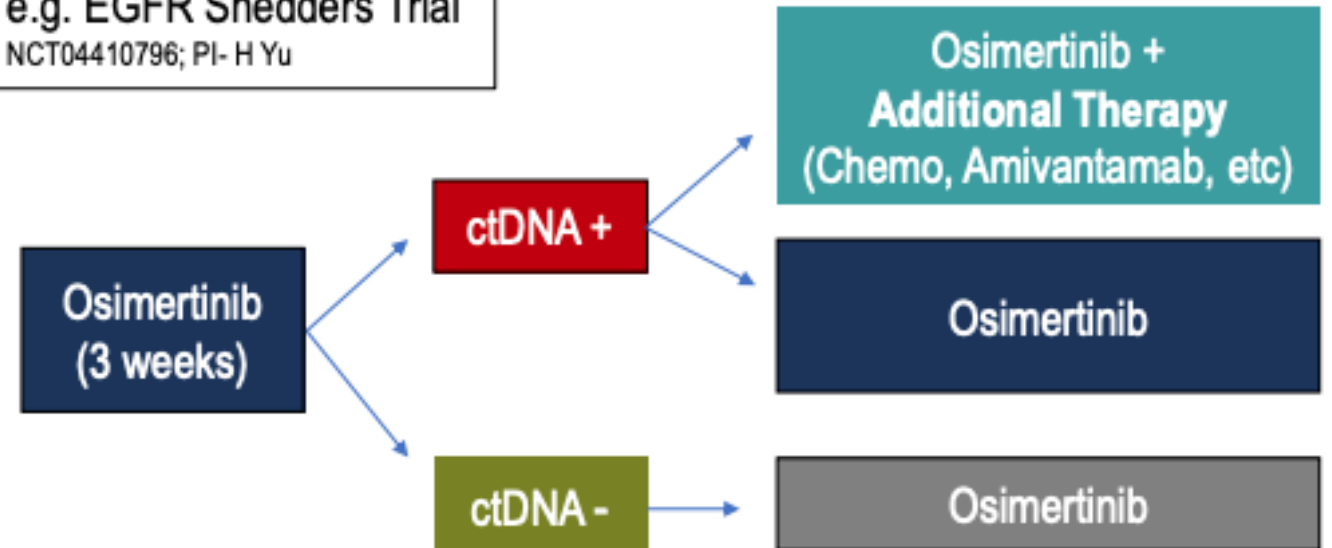 e.g. EGFR Shedders Trial
NCT04410796; PI- H Yu
Osimertinib
(3 weeks)
ctDNA +
Osimertinib +
Additional Therapy
(Chemo, Amivantamab, etc)
Osimertinib
ctDNA -
Osimertinib